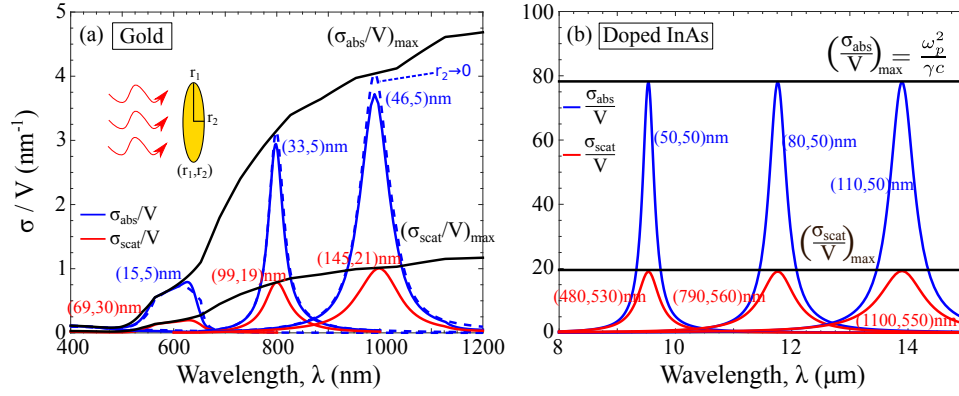 (a) Gold
(σabs/V)max
r₂→0
(46,5)nm
r₁
r₂
(r₁,r₂)
(33,5)nm
σabs/V
σscat/V
(15,5)nm
(69,30)nm
(99,19)nm
(145,21)nm
(σscat/V)max
σ / V (nm⁻¹)
5
4
3
2
1
0
400 600 800 1000 1200
Wavelength, λ (nm)
(b) Doped InAs
(σabs/V)max = ωp²/γc
σabs/V
σscat/V
(50,50)nm
(80,50)nm
(110,50)nm
(σscat/V)max
(480,530)nm
(790,560)nm
(1100,550)nm
100
80
60
40
20
0
8 10 12 14
Wavelength, λ (μm)